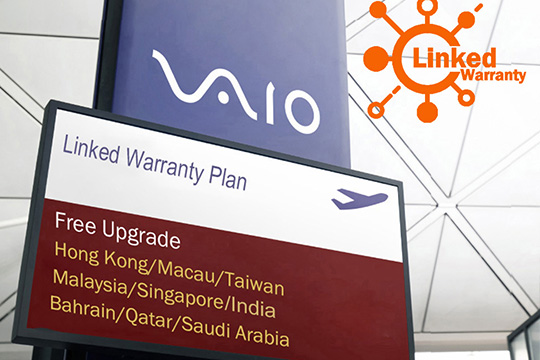 VAIO
Linked
Warranty
Linked Warranty Plan
Free Upgrade
Hong Kong/Macau/Taiwan
Malaysia/Singapore/India
Bahrain/Qatar/Saudi Arabia